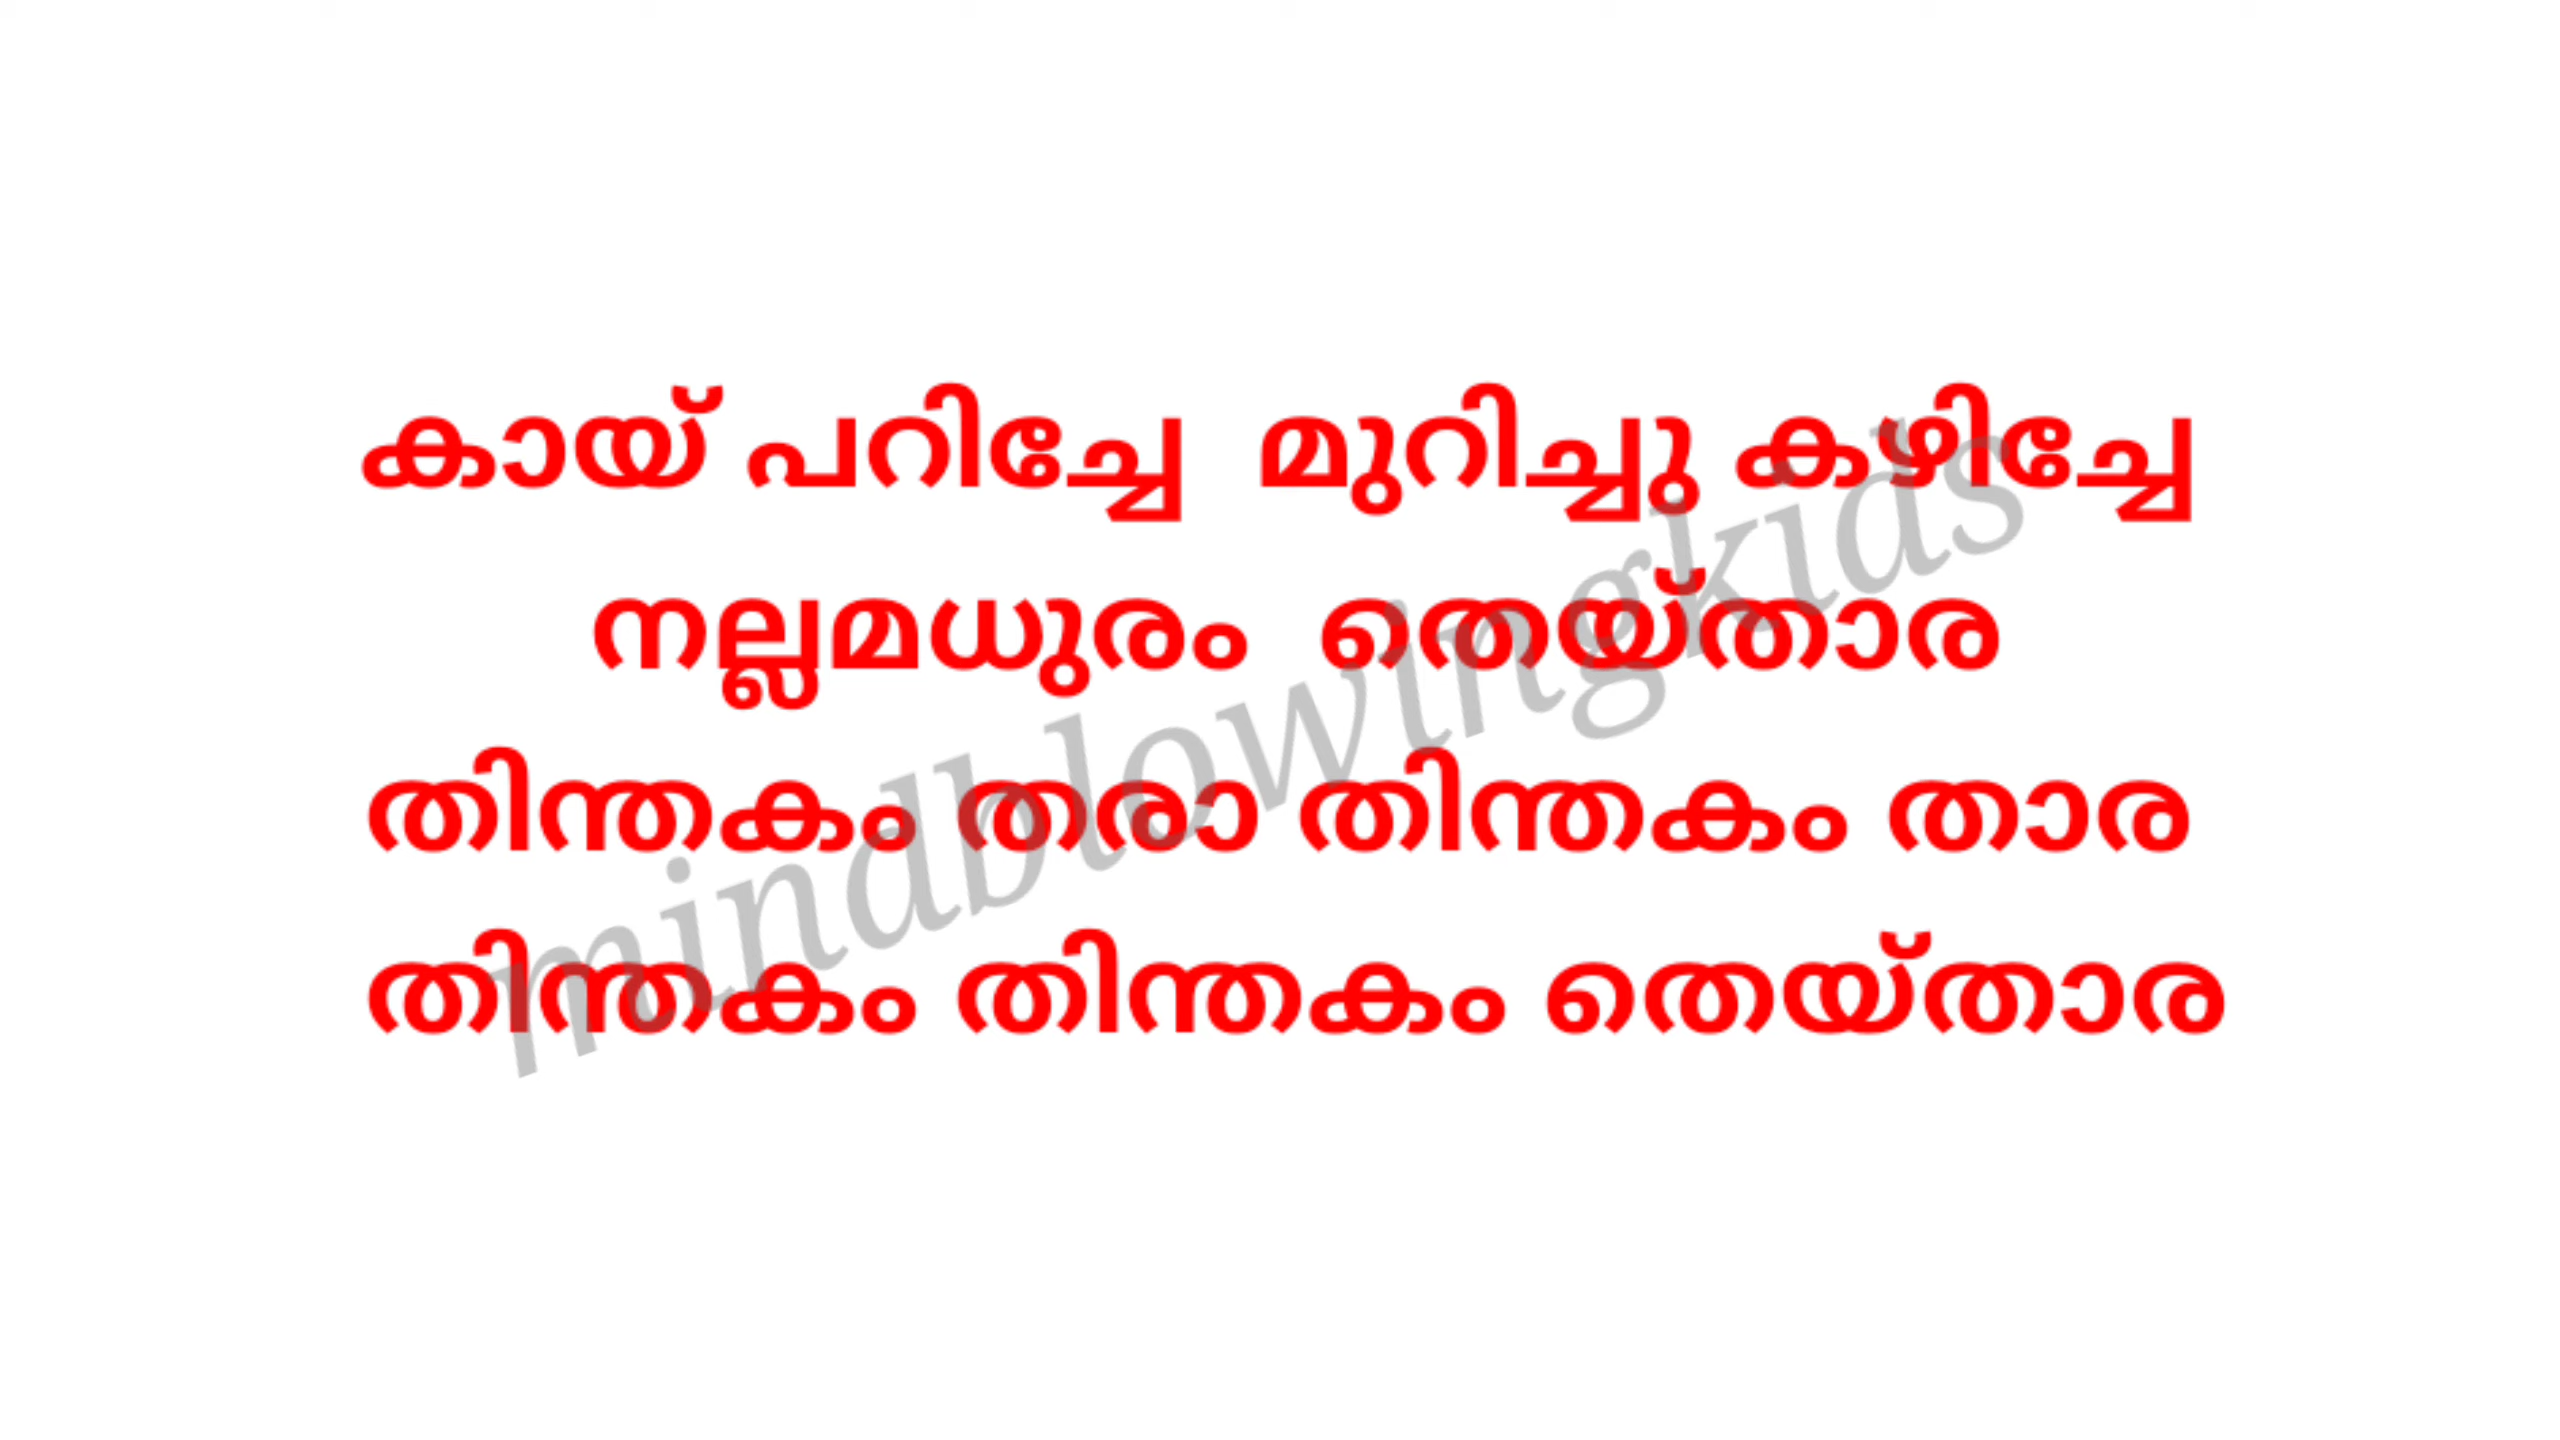 കായ് പറിച്ചേ മുറിച്ചു കഴിച്ചേ
നല്ലമധുരം തെയ്താര
തിന്തകം തരാ തിന്തകം താര
തിന്തകം തിന്തകം തെയ്താര
mindblowingkids